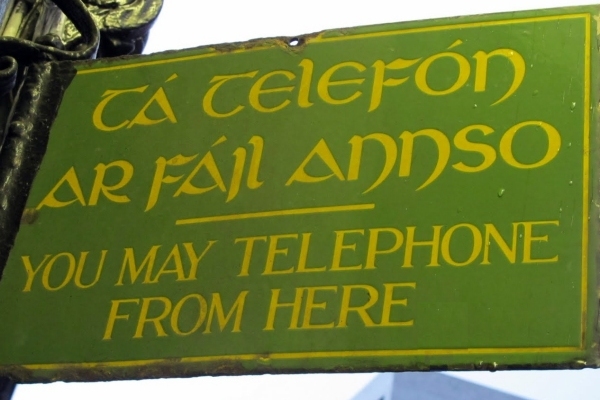 Tá telefón
ar fáil annso
YOU MAY TELEPHONE
FROM HERE